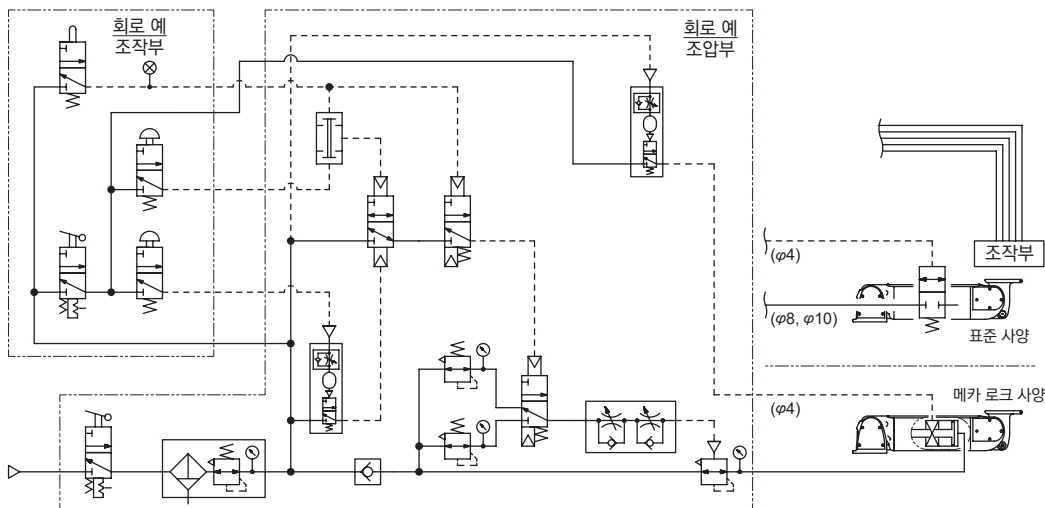 회로 예
조작부
회로 예
조압부
조작부
(φ4)
(φ8, φ10)
표준 사양
메카 로크 사양
(φ4)